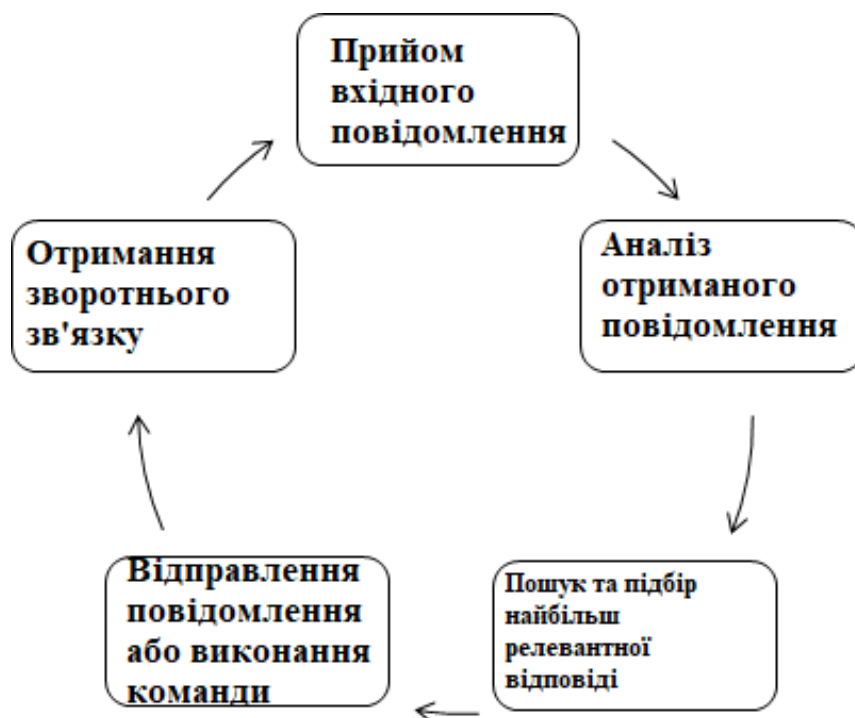 Прийом
вхідного
повідомлення
Аналіз
отриманого
повідомлення
Пошук та підбір
найбільш
релевантної
відповіді
Відправлення
повідомлення
або виконання
команди
Отримання
зворотнього
зв'язку